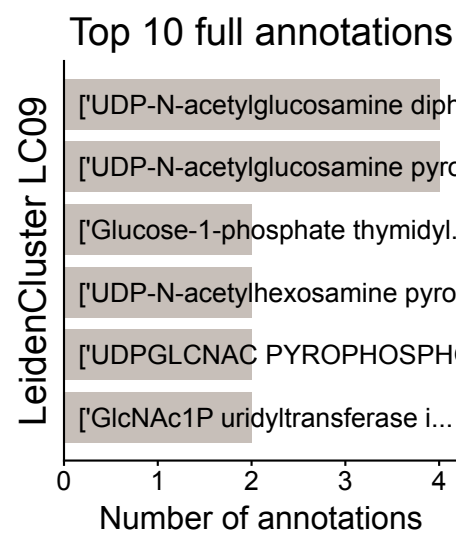 Top 10 full annotations
LeidenCluster LC09
['UDP-N-acetylglucosamine diph
['UDP-N-acetylglucosamine pyro
['Glucose-1-phosphate thymidyl.
['UDP-N-acetylhexosamine pyro
['UDPGLCNAC PYROPHOSPHO
['GlcNAc1P uridyltransferase i...
0 1 2 3 4
Number of annotations